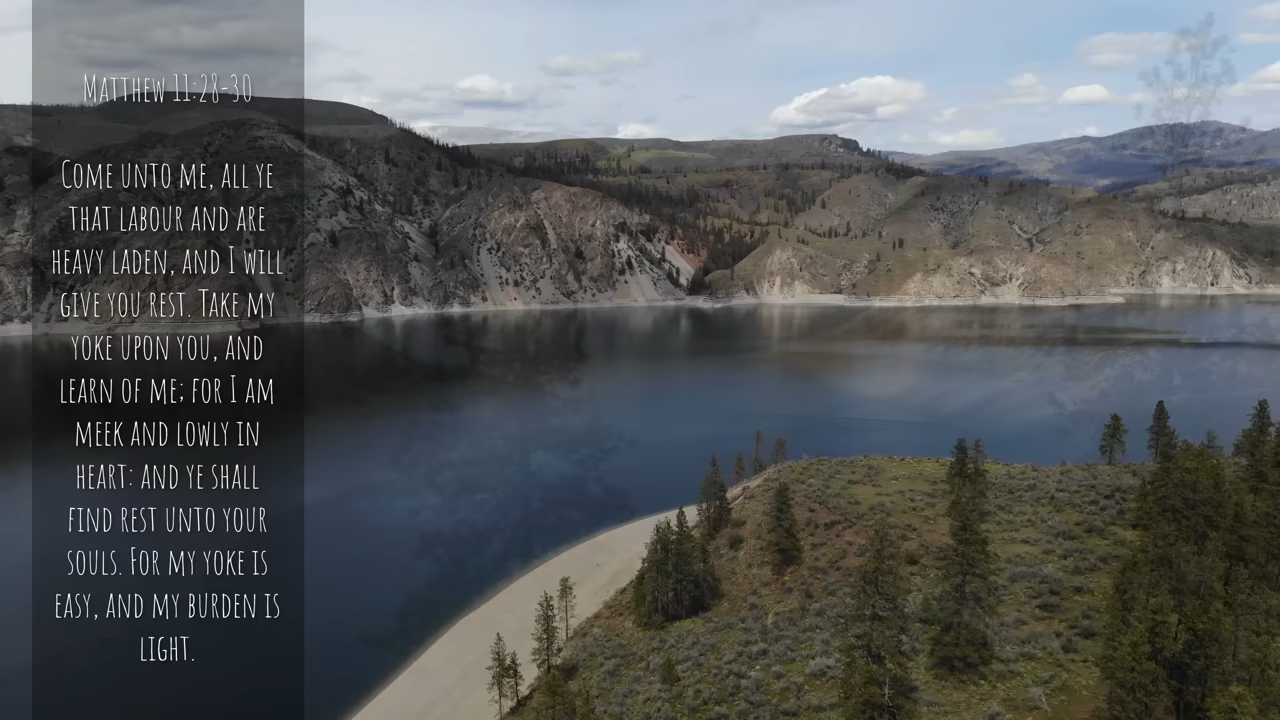 Matthew 11:28-30
Come unto me, all ye
that labour and are
heavy laden, and I will
give you rest. Take my
yoke upon you, and
learn of me; for I am
meek and lowly in
heart: and ye shall
find rest unto your
souls. For my yoke is
easy, and my burden is
light.